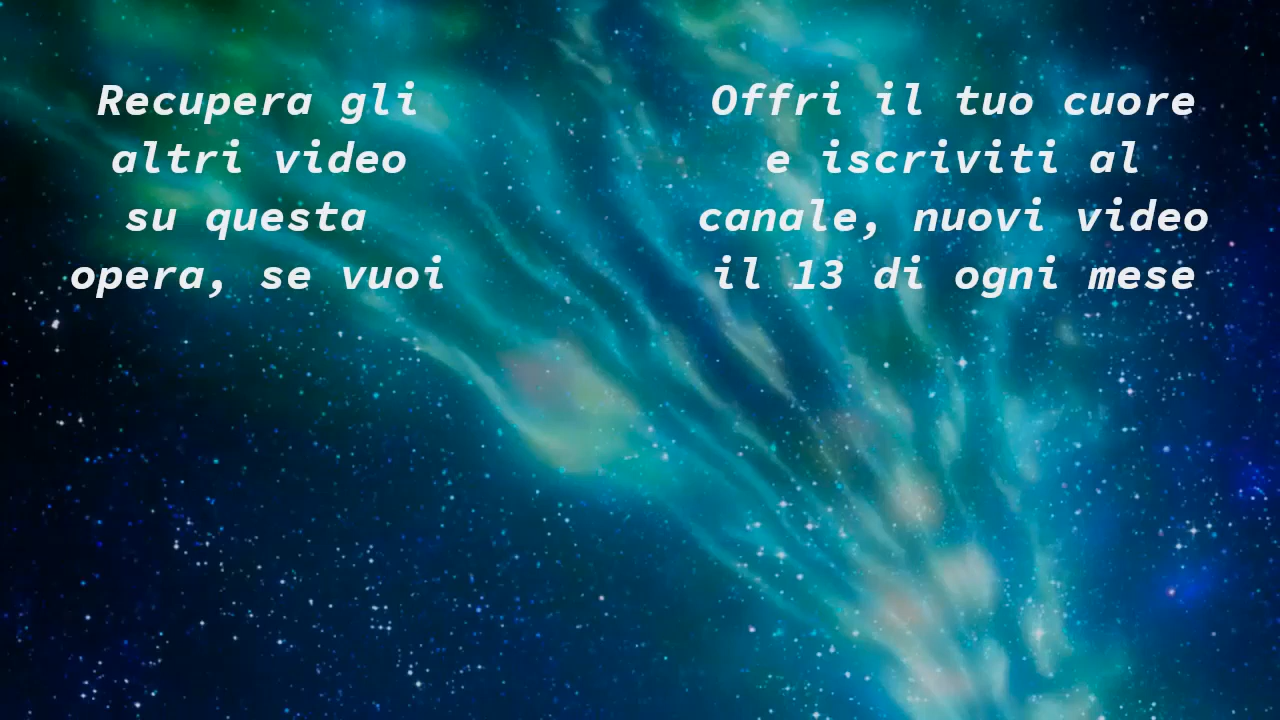 Recupera gli
altri video
su questa
opera, se vuoi
Offri il tuo cuore
e iscriviti al
canale, nuovi video
il 13 di ogni mese